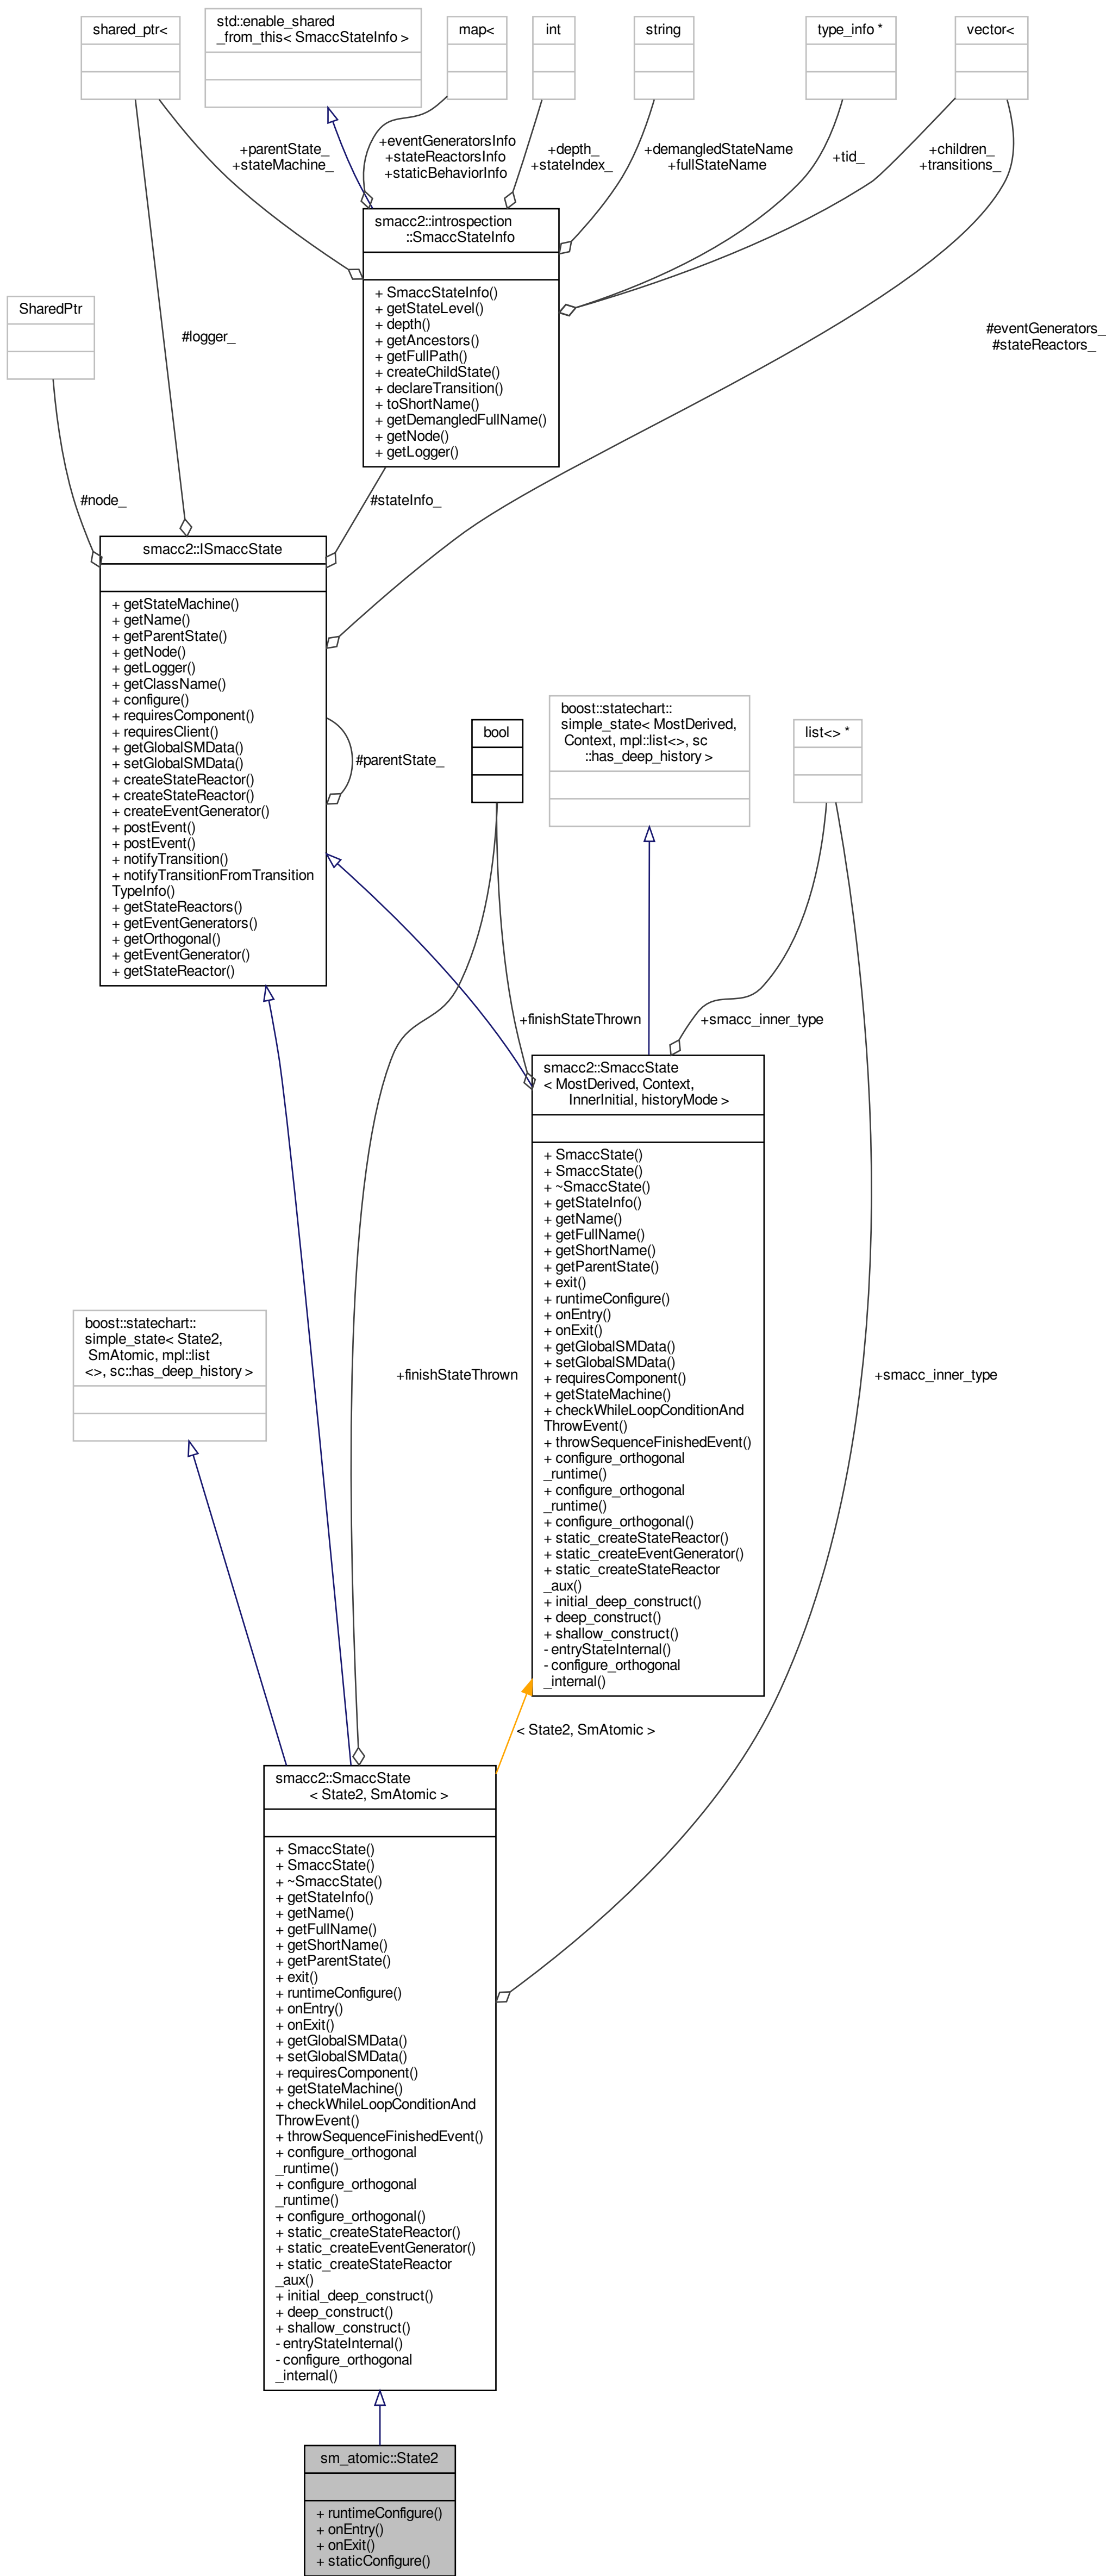 shared_ptr<
std::enable_shared
_from_this< SmaccStateInfo >
map<
int
string
type_info *
vector<
+parentState_
+stateMachine_
+eventGeneratorsInfo
+stateReactorsInfo
+staticBehaviorInfo
+depth_
+stateIndex_
+demangledStateName
+fullStateName
+tid_
+children_
+transitions_
smacc2::introspection
::SmaccStateInfo
+ SmaccStateInfo()
+ getStateLevel()
+ depth()
+ getAncestors()
+ getFullPath()
+ createChildState()
+ declareTransition()
+ toShortName()
+ getDemangledFullName()
+ getNode()
+ getLogger()
SharedPtr
#logger_
#eventGenerators_
#stateReactors_
#node_
#stateInfo_
smacc2::ISmaccState
+ getStateMachine()
+ getName()
+ getParentState()
+ getNode()
+ getLogger()
+ getClassName()
+ configure()
+ requiresComponent()
+ requiresClient()
+ getGlobalSMData()
+ setGlobalSMData()
+ createStateReactor()
+ createStateReactor()
+ createEventGenerator()
+ postEvent()
+ postEvent()
+ notifyTransition()
+ notifyTransitionFromTransition
TypeInfo()
+ getStateReactors()
+ getEventGenerators()
+ getOrthogonal()
+ getEventGenerator()
+ getStateReactor()
#parentState_
bool
boost::statechart::
simple_state< MostDerived,
Context, mpl::list<>, sc
::has_deep_history >
list<> *
+finishStateThrown
+smacc_inner_type
smacc2::SmaccState
< MostDerived, Context,
InnerInitial, historyMode >
+ SmaccState()
+ SmaccState()
+ ~SmaccState()
+ getStateInfo()
+ getName()
+ getFullName()
+ getShortName()
+ getParentState()
+ exit()
+ runtimeConfigure()
+ onEntry()
+ onExit()
+ getGlobalSMData()
+ setGlobalSMData()
+ requiresComponent()
+ getStateMachine()
+ checkWhileLoopConditionAnd
ThrowEvent()
+ throwSequenceFinishedEvent()
+ configure_orthogonal
_runtime()
+ configure_orthogonal
_runtime()
+ configure_orthogonal()
+ static_createStateReactor()
+ static_createEventGenerator()
+ static_createStateReactor
_aux()
+ initial_deep_construct()
+ deep_construct()
+ shallow_construct()
- entryStateInternal()
- configure_orthogonal
_internal()
boost::statechart::
simple_state< State2,
SmAtomic, mpl::list
<>, sc::has_deep_history >
+finishStateThrown
+smacc_inner_type
< State2, SmAtomic >
smacc2::SmaccState
< State2, SmAtomic >
+ SmaccState()
+ SmaccState()
+ ~SmaccState()
+ getStateInfo()
+ getName()
+ getFullName()
+ getShortName()
+ getParentState()
+ exit()
+ runtimeConfigure()
+ onEntry()
+ onExit()
+ getGlobalSMData()
+ setGlobalSMData()
+ requiresComponent()
+ getStateMachine()
+ checkWhileLoopConditionAnd
ThrowEvent()
+ throwSequenceFinishedEvent()
+ configure_orthogonal
_runtime()
+ configure_orthogonal
_runtime()
+ configure_orthogonal()
+ static_createStateReactor()
+ static_createEventGenerator()
+ static_createStateReactor
_aux()
+ initial_deep_construct()
+ deep_construct()
+ shallow_construct()
- entryStateInternal()
- configure_orthogonal
_internal()
sm_atomic::State2
+ runtimeConfigure()
+ onEntry()
+ onExit()
+ staticConfigure()